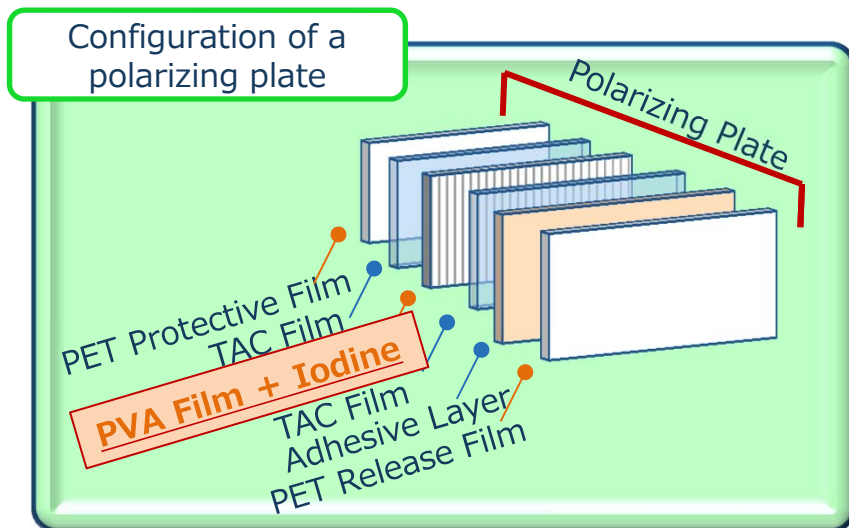 Configuration of a
polarizing plate
Polarizing Plate
PET Protective Film
TAC Film
PVA Film + Iodine
TAC Film
Adhesive Layer
PET Release Film